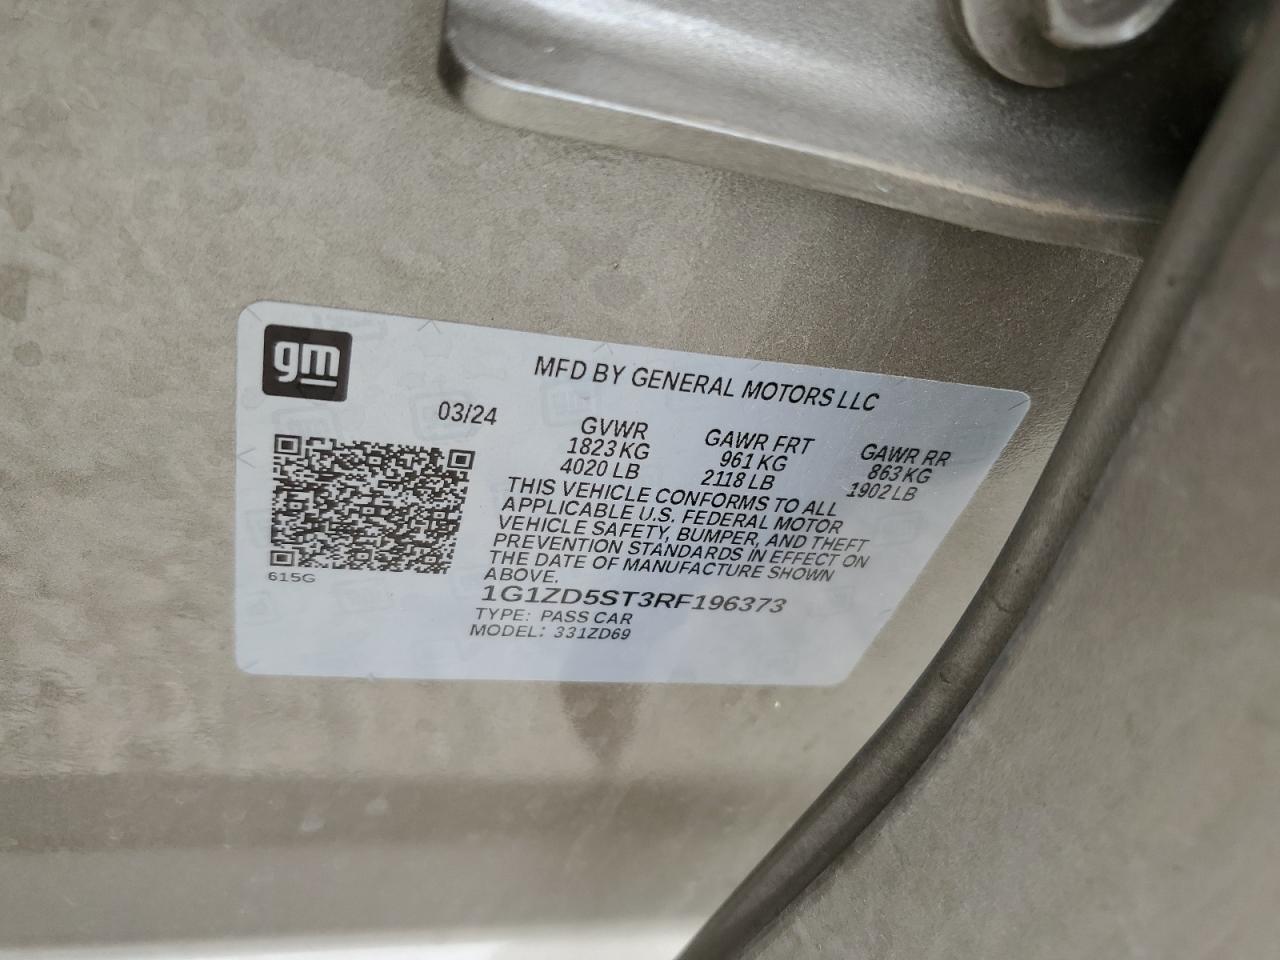 gm
MFD BY GENERAL MOTORS LLC
03/24
GVWR GAWR FRT GAWR RR
1823 KG 961 KG 863 KG
4020 LB 2118 LB 1902 LB
THIS VEHICLE CONFORMS TO ALL
APPLICABLE U.S. FEDERAL MOTOR
VEHICLE SAFETY, BUMPER, AND THEFT
PREVENTION STANDARDS IN EFFECT ON
THE DATE OF MANUFACTURE SHOWN
ABOVE.
615G
1G1ZD5ST3RF196373
TYPE: PASS CAR
MODEL: 331ZD69